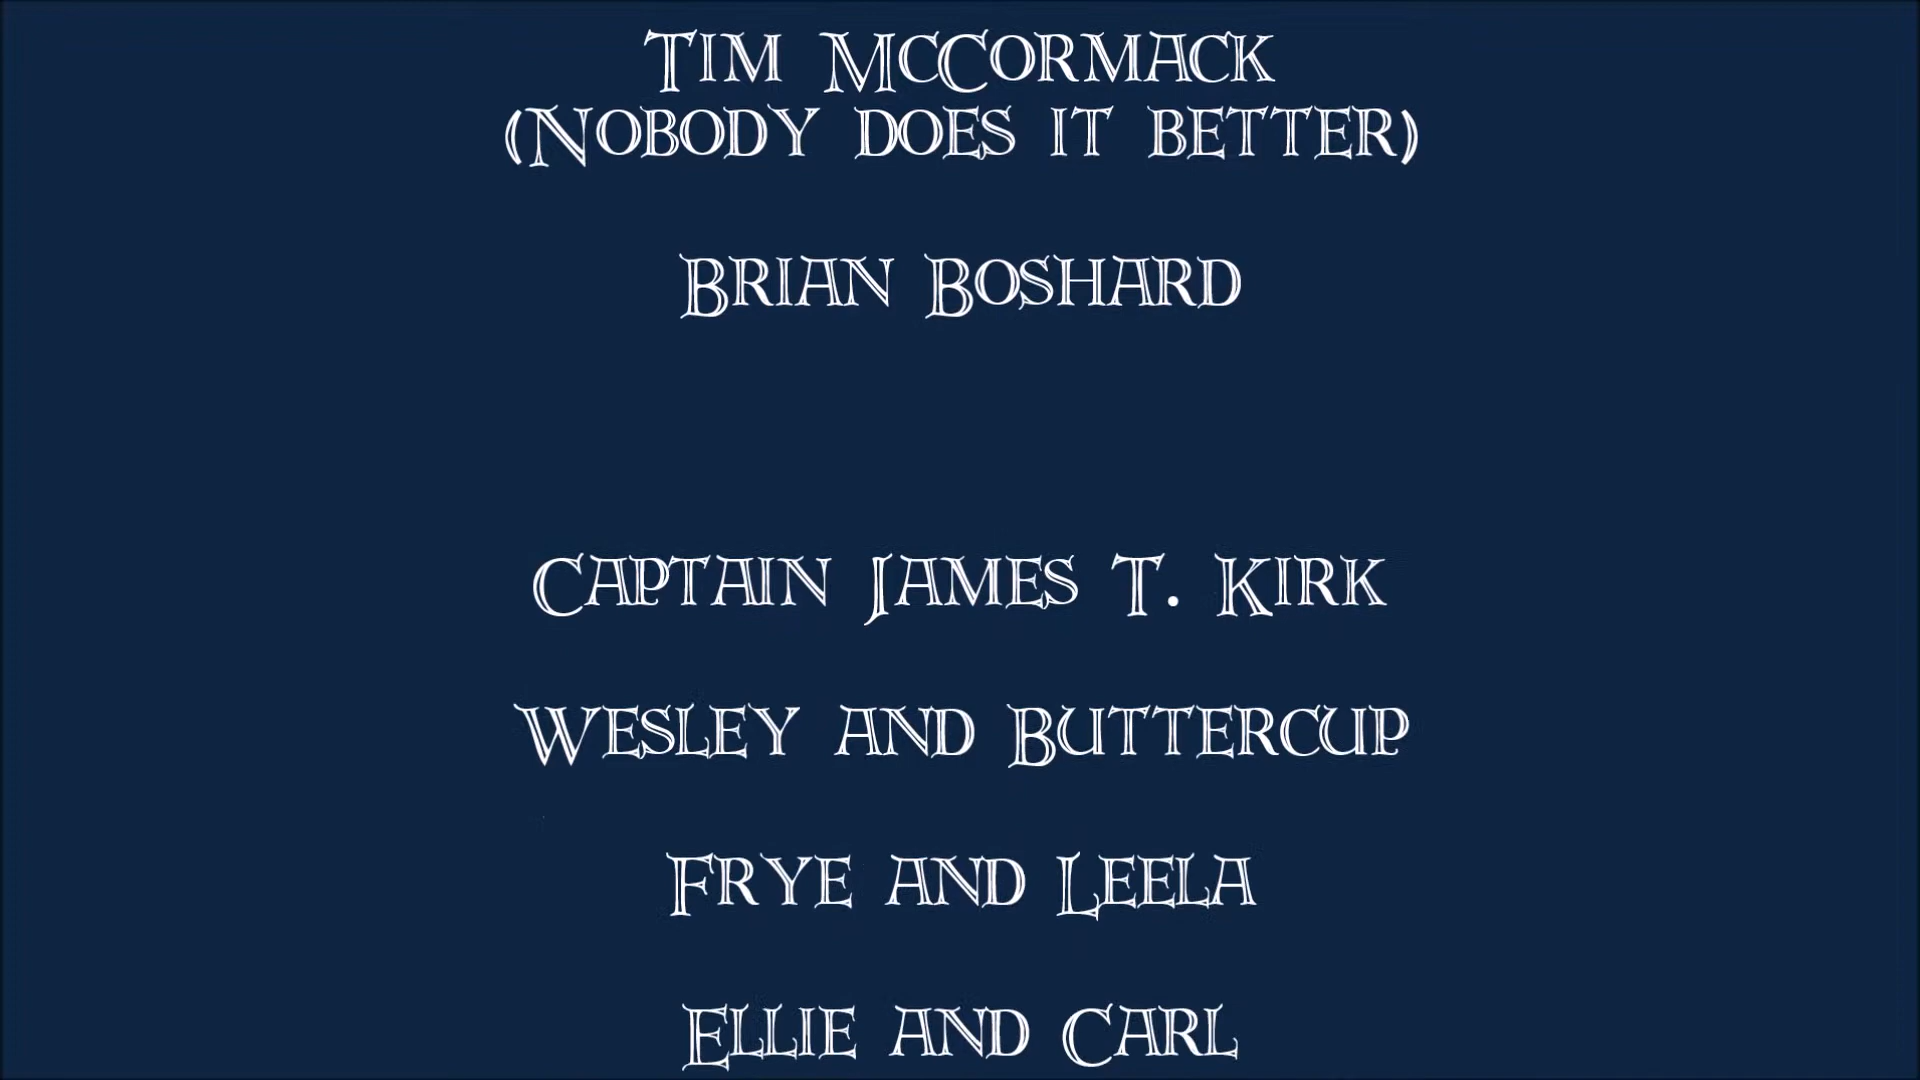 Tim McCormack
(Nobody does it better)
Brian Boshard
Captain James T. Kirk
Wesley and Buttercup
Frye and Leela
Ellie and Carl